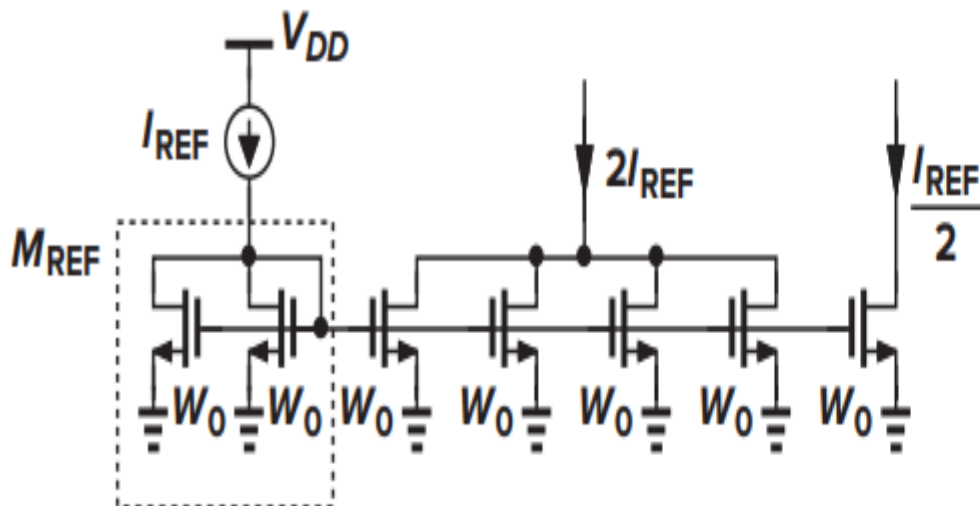 V_DD
I_REF
M_REF
2I_REF
I_REF
2
W_0 W_0 W_0 W_0 W_0 W_0 W_0